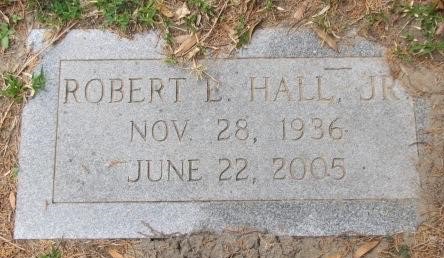 ROBERT E. HALL, JR.
NOV. 28, 1936
JUNE 22, 2005